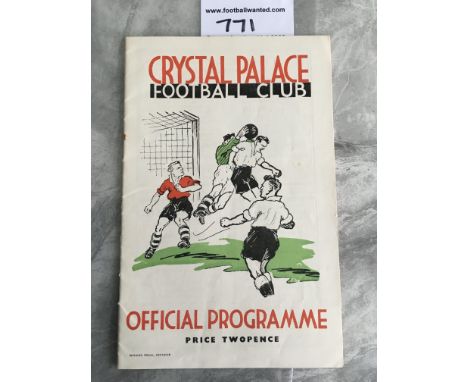 www.footballwanted.com
771
CRYSTAL PALACE
FOOTBALL CLUB
OFFICIAL PROGRAMME
PRICE TWOPENCE